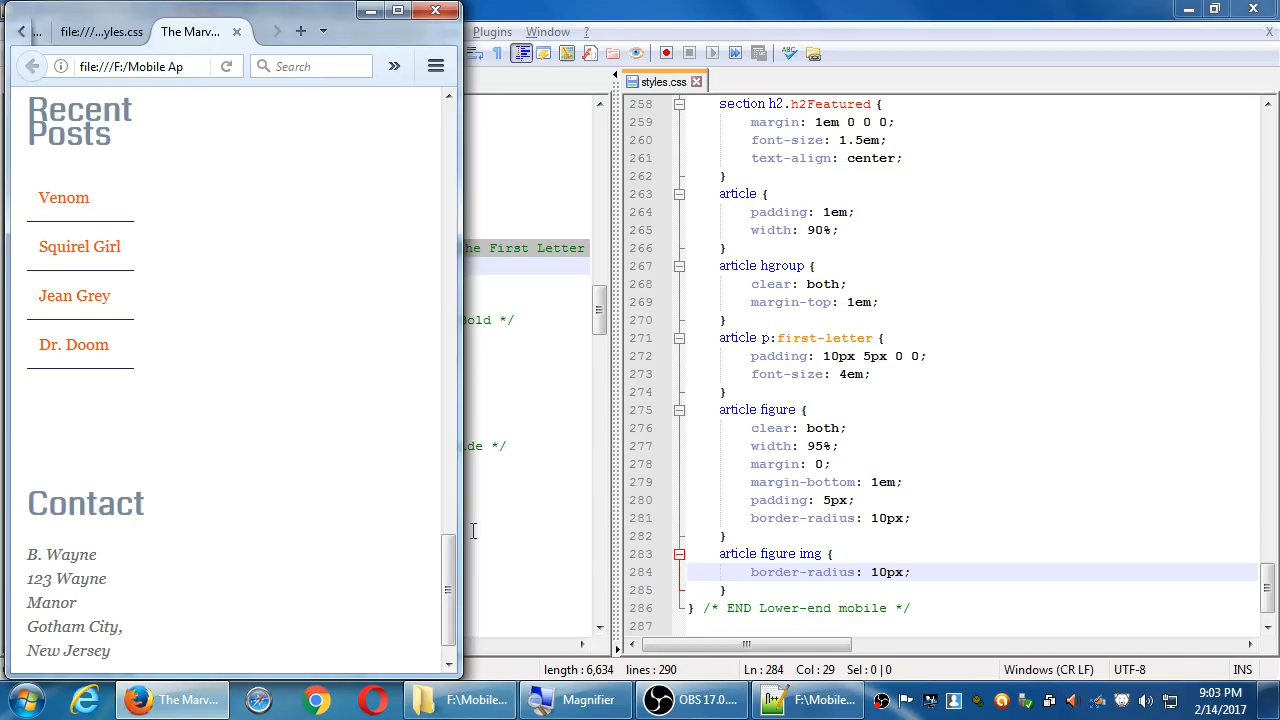 ...
file:///...yles.css
The Marv...
file:///F:/Mobile Ap
Search
Recent
Posts
Venom
Squirel Girl
Jean Grey
Dr. Doom
Contact
B. Wayne
123 Wayne
Manor
Gotham City,
New Jersey
Plugins Window ?
X
ABC
he First Letter
Bold */
ide */
styles.css
258 section h2.h2Featured {
259 margin: 1em 0 0 0;
260 font-size: 1.5em;
261 text-align: center;
262 }
263 article {
264 padding: 1em;
265 width: 90%;
266 }
267 article hgroup {
268 clear: both;
269 margin-top: 1em;
270 }
271 article p:first-letter {
272 padding: 10px 5px 0 0;
273 font-size: 4em;
274 }
275 article figure {
276 clear: both;
277 width: 95%;
278 margin: 0;
279 margin-bottom: 1em;
280 padding: 5px;
281 border-radius: 10px;
282 }
283 article figure img {
284 border-radius: 10px;
285 }
286 } /* END Lower-end mobile */
287
length : 6,634 lines : 290 Ln : 284 Col : 29 Sel : 0 | 0 Windows (CR LF) UTF-8 INS
The Marv...
F:\Mobile...
Magnifier
OBS 17.0....
F:\Mobile...
9:03 PM
2/14/2017